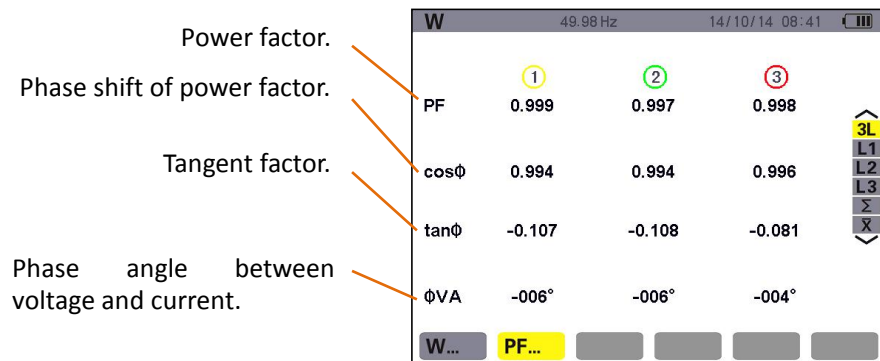 Power factor.
Phase shift of power factor.
Tangent factor.
Phase angle between
voltage and current.
W 49.98 Hz 14/10/14 08:41
1 2 3
PF 0.999 0.997 0.998
cosϕ 0.994 0.994 0.996
tanϕ -0.107 -0.108 -0.081
ϕVA -006° -006° -004°
3L
L1
L2
L3
Σ
X̅
W... PF...